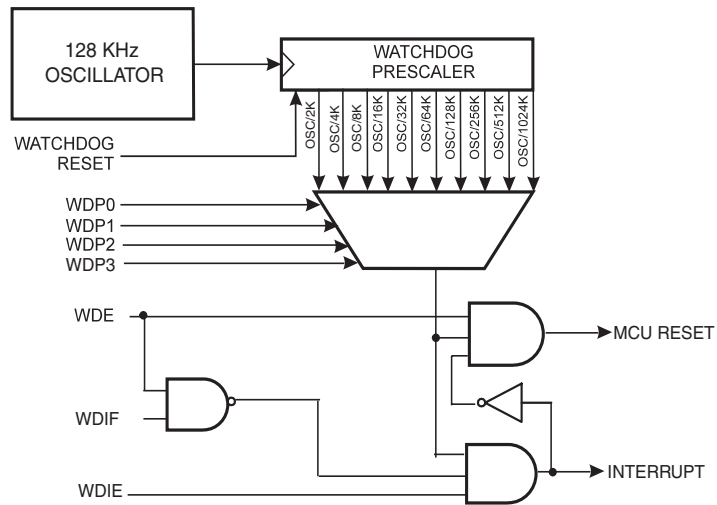 128 KHz
OSCILLATOR
WATCHDOG
PRESCALER
OSC/2K
OSC/4K
OSC/8K
OSC/16K
OSC/32K
OSC/64K
OSC/128K
OSC/256K
OSC/512K
OSC/1024K
WATCHDOG
RESET
WDP0
WDP1
WDP2
WDP3
WDE
MCU RESET
WDIF
INTERRUPT
WDIE